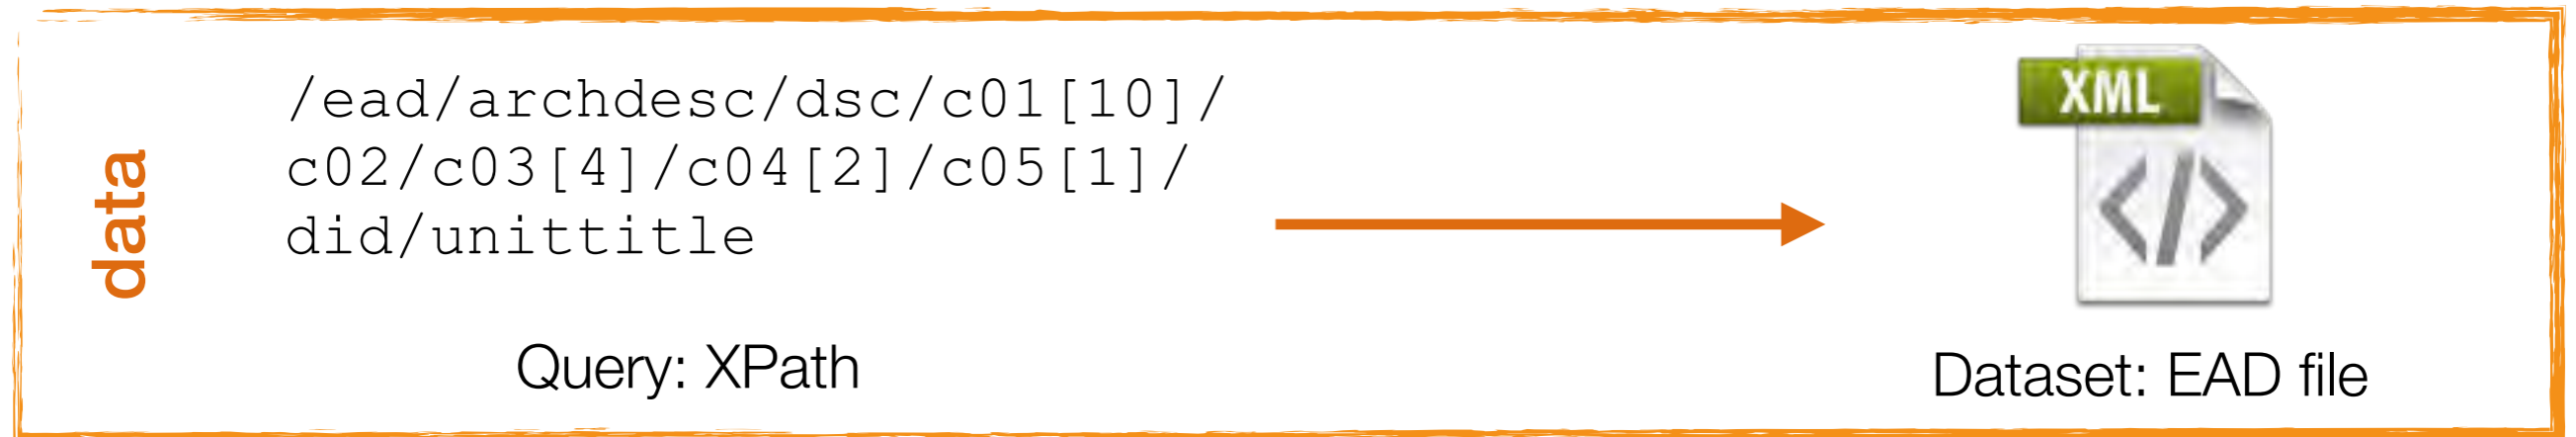 data
/ead/archdesc/dsc/c01[10]/
c02/c03[4]/c04[2]/c05[1]/
did/unittitle
Query: XPath
XML
</>
Dataset: EAD file